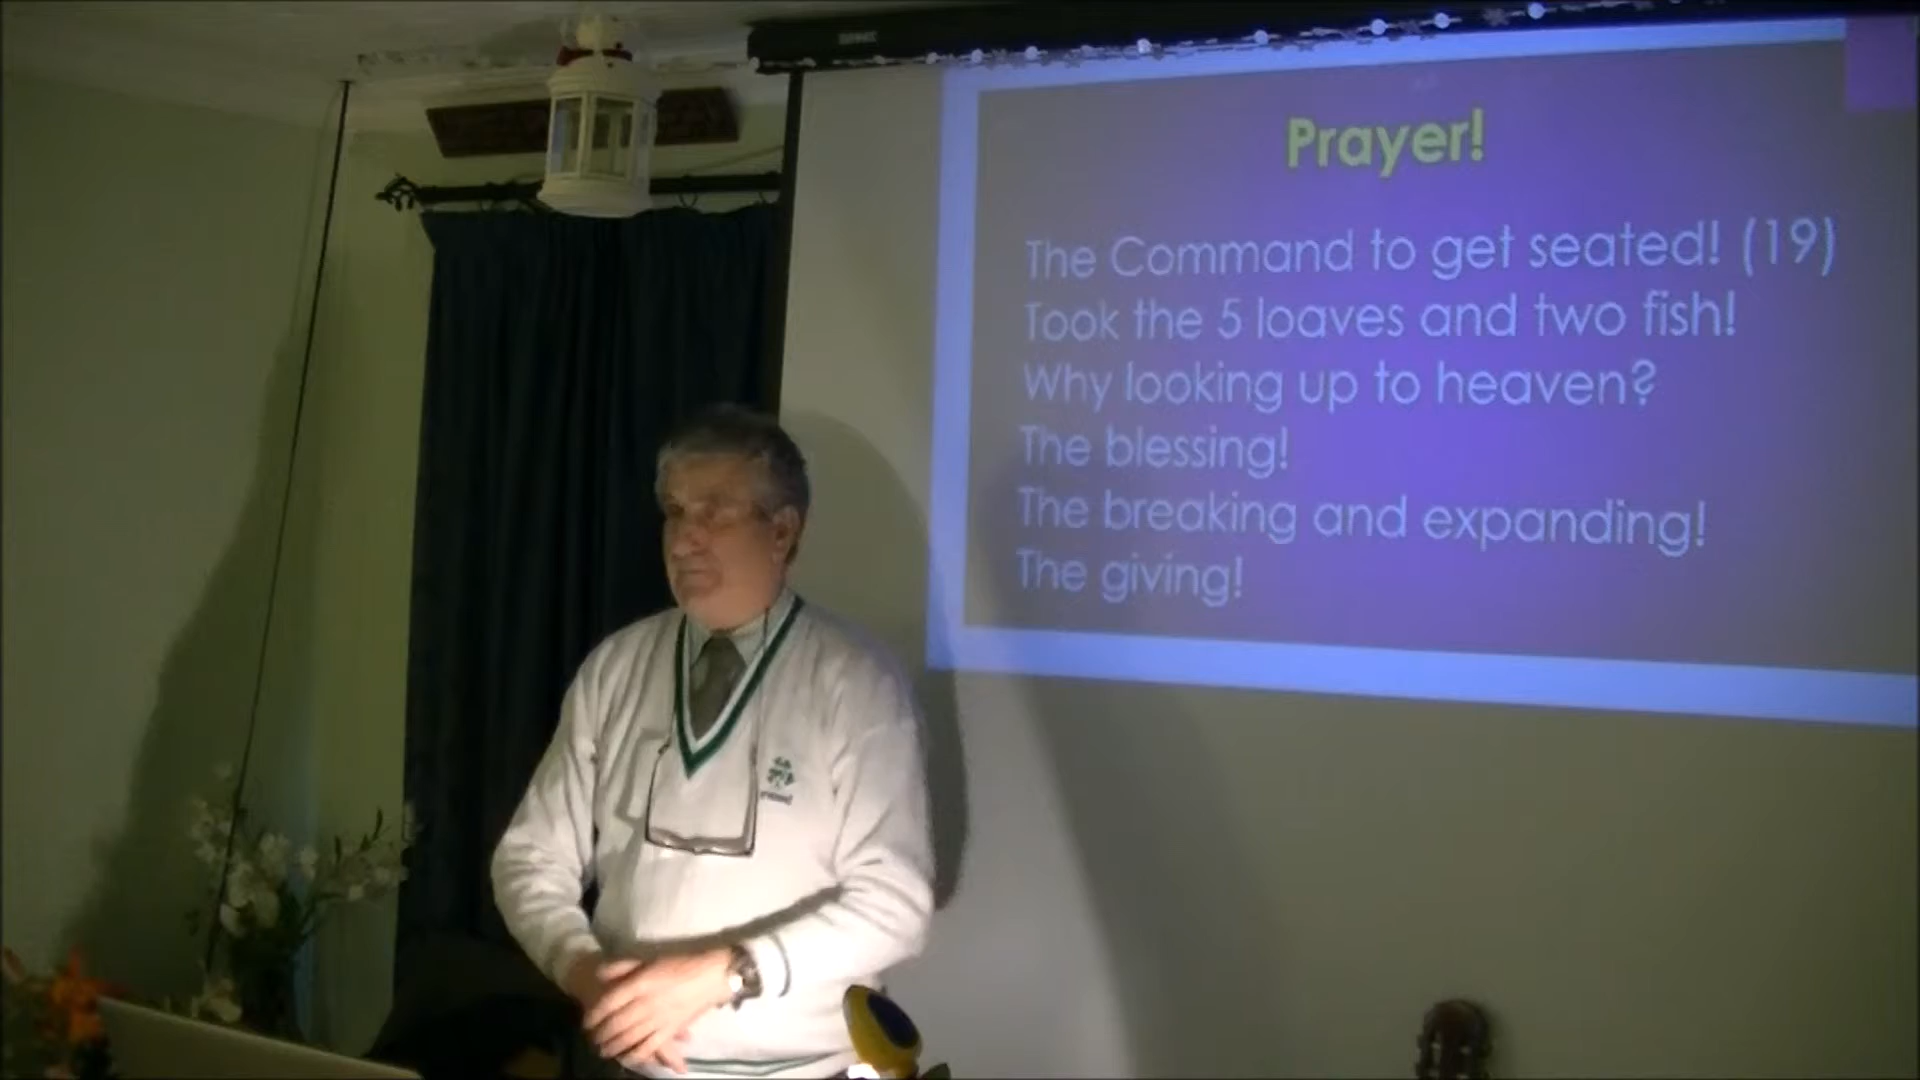 Prayer!
The Command to get seated! (19)
Took the 5 loaves and two fish!
Why looking up to heaven?
The blessing!
The breaking and expanding!
The giving!